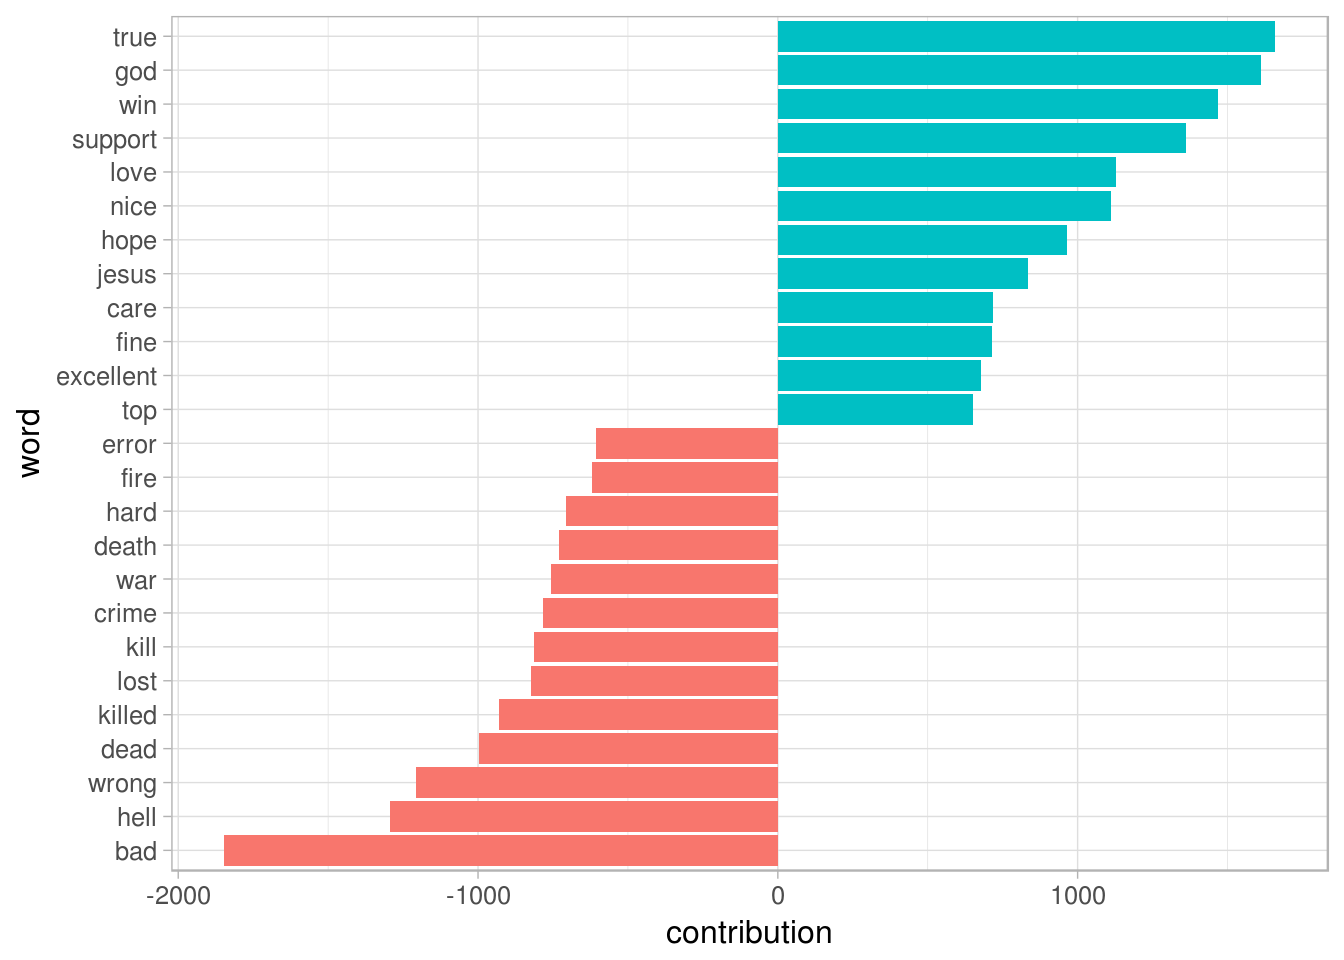 true
god
win
support
love
nice
hope
jesus
care
fine
excellent
top
error
fire
hard
death
war
crime
kill
lost
killed
dead
wrong
hell
bad
word
-2000 -1000 0 1000
contribution